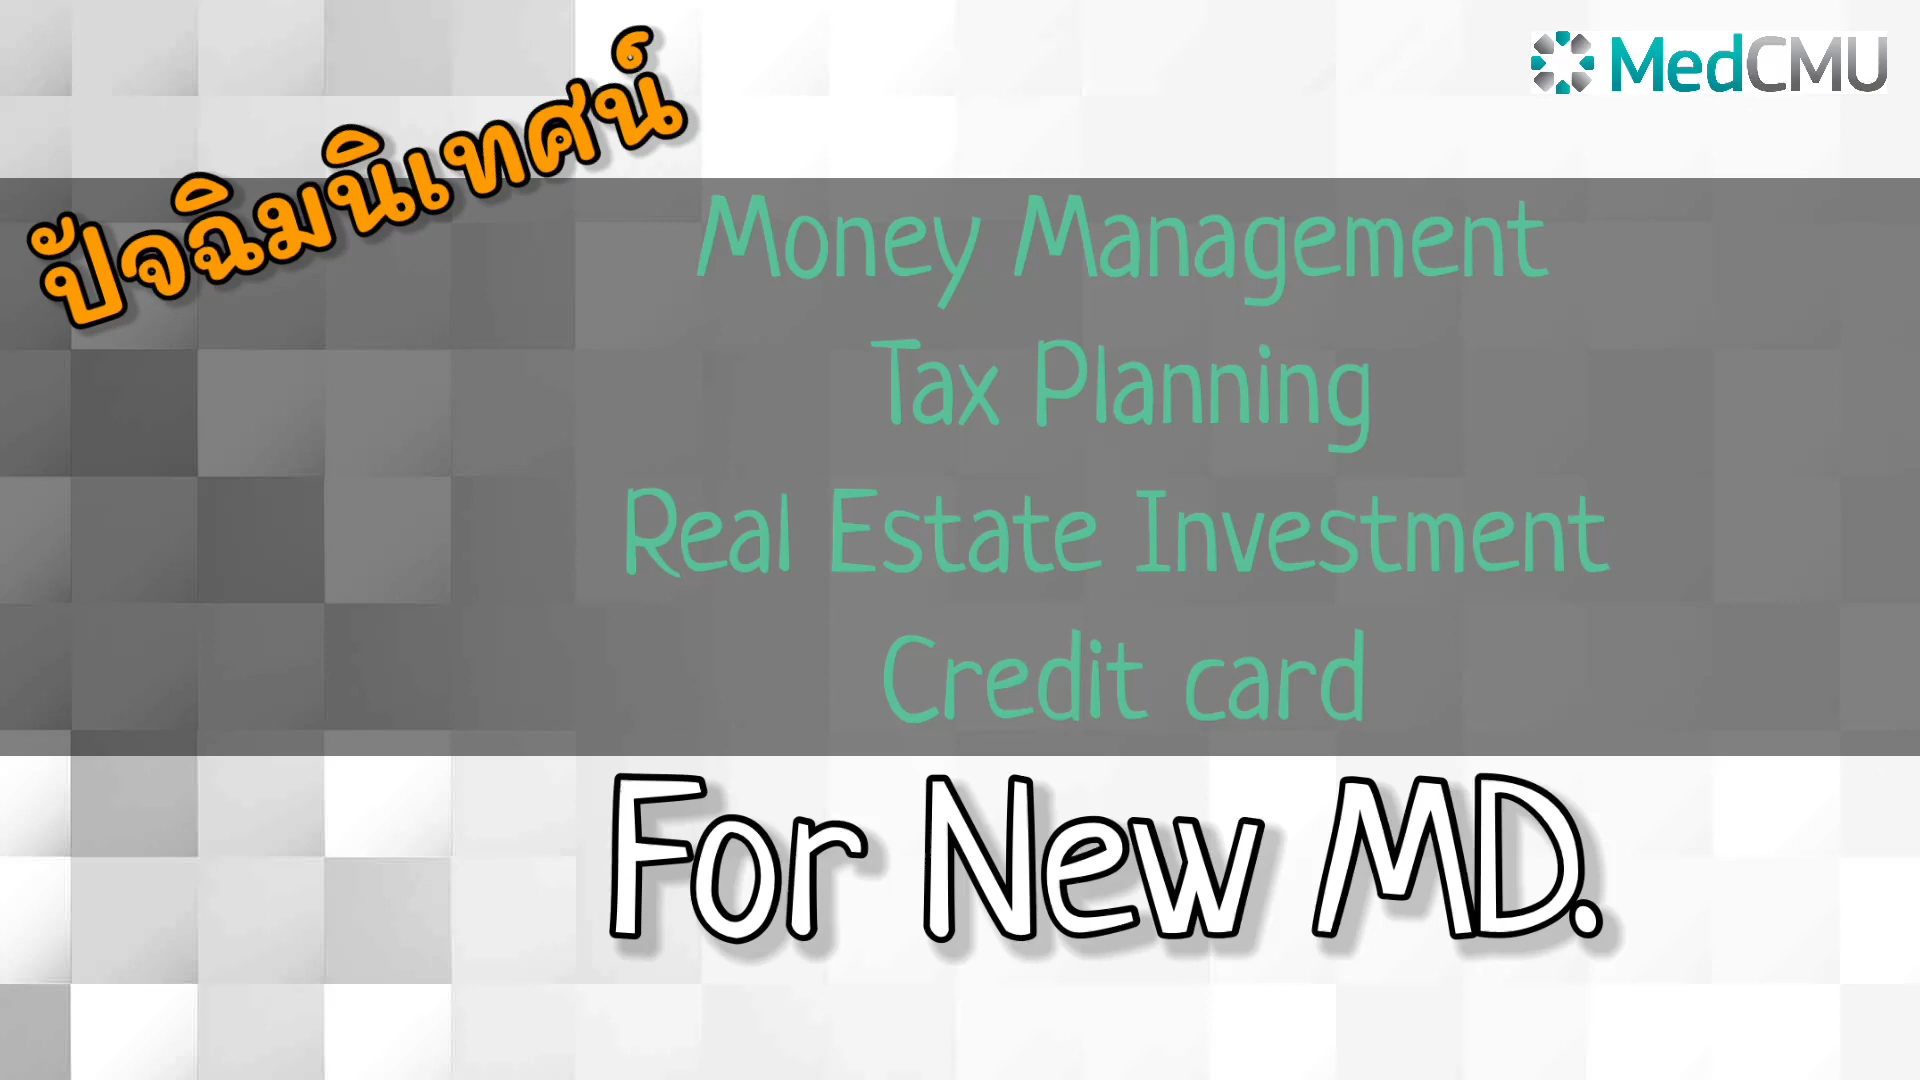 MedCMU
ปัจฉิมนิเทศน์
Money Management
Tax Planning
Real Estate Investment
Credit card
For New MD.